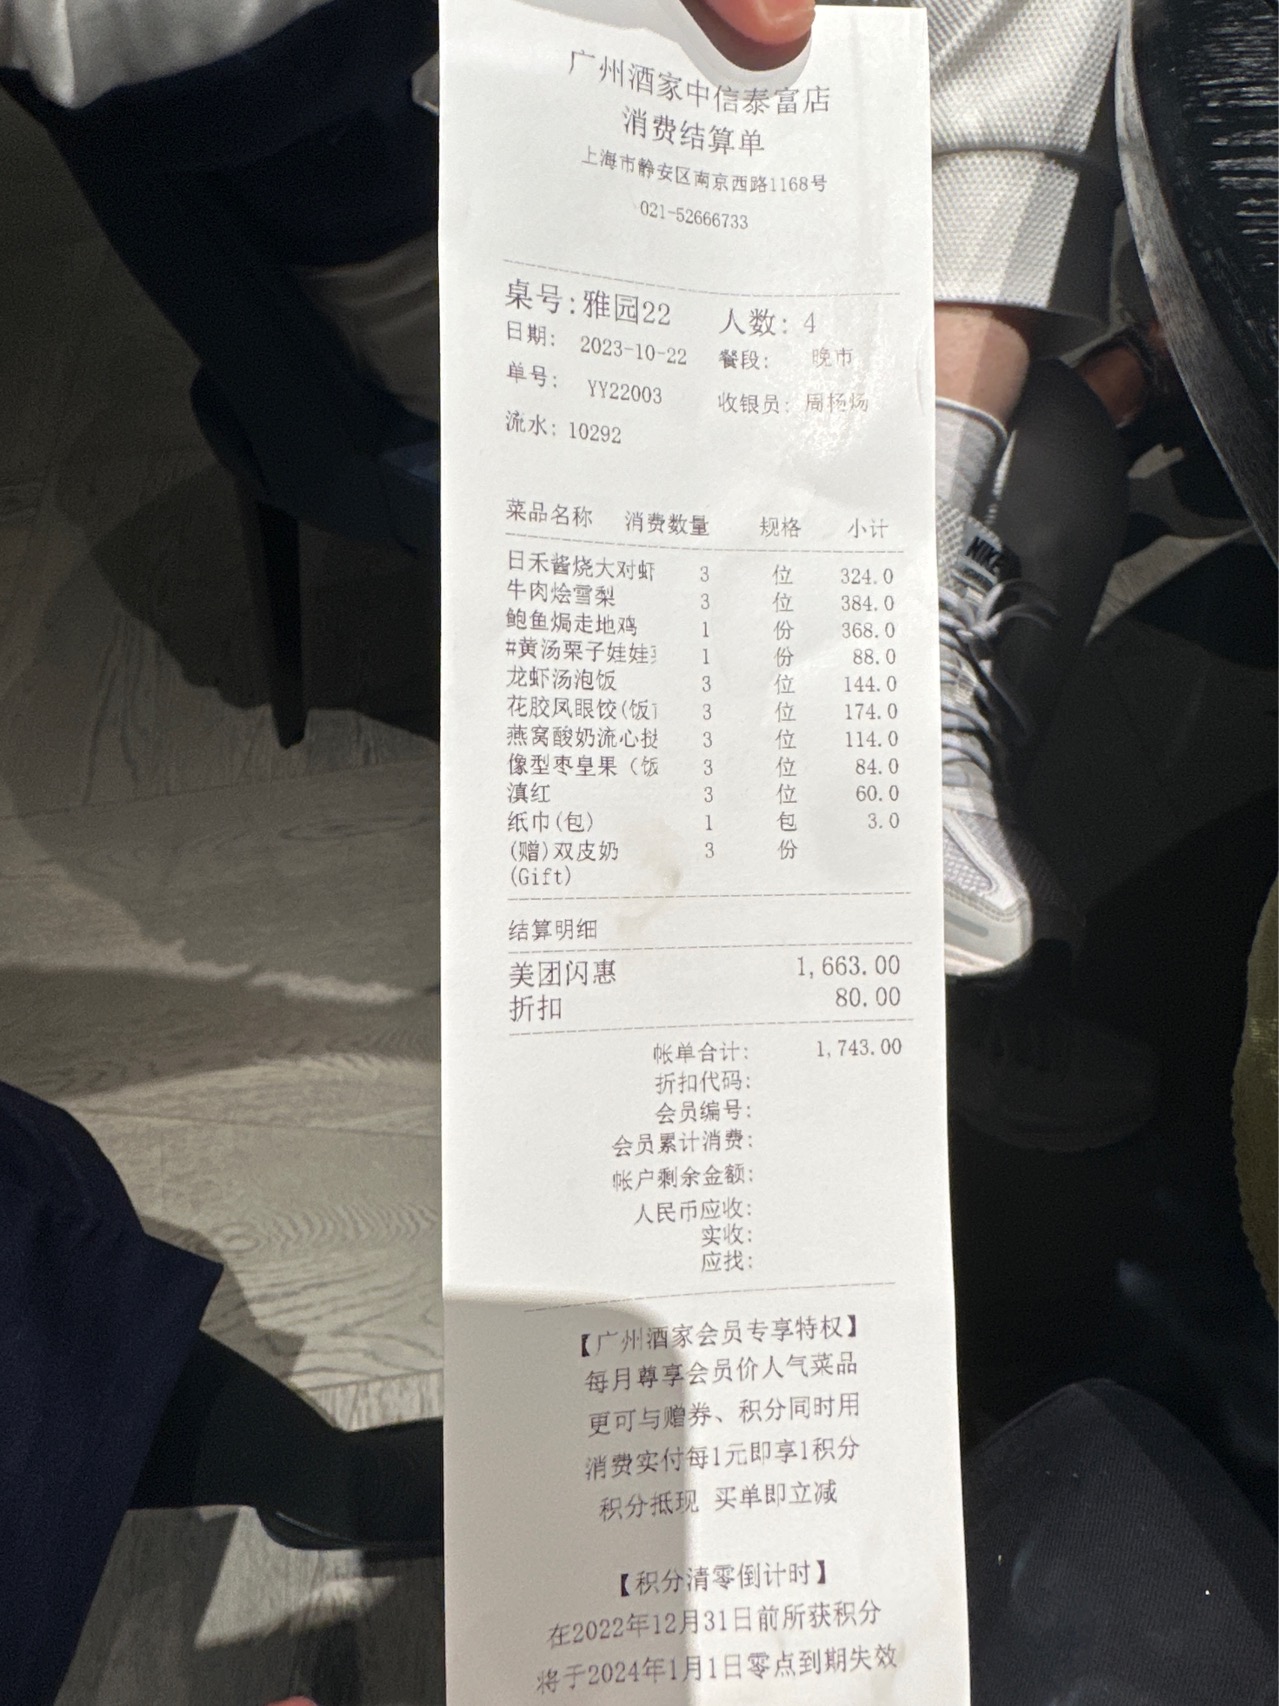 广州酒家中信泰富店
消费结算单
上海市静安区南京西路1168号
021-52666733
桌号:雅园22 人数: 4
日期: 2023-10-22 餐段: 晚市
单号: YY22003 收银员: 周扬炀
流水: 10292
菜品名称 消费数量 规格 小计
日禾酱烧大对虾 3 位 324.0
牛肉烩雪梨 3 位 384.0
鲍鱼焗走地鸡 1 份 368.0
#黄汤栗子娃娃 1 份 88.0
龙虾汤泡饭 3 位 144.0
花胶凤眼饺(饭 3 位 174.0
燕窝酸奶流心挞 3 位 114.0
像型枣皇果（饭 3 位 84.0
滇红 3 位 60.0
纸巾(包) 1 包 3.0
(赠)双皮奶 3 份
(Gift)
结算明细
美团闪惠 1,663.00
折扣 80.00
帐单合计: 1,743.00
折扣代码:
会员编号:
会员累计消费:
帐户剩余金额:
人民币应收:
实收:
应找:
【广州酒家会员专享特权】
每月尊享会员价人气菜品
更可与赠券、积分同时用
消费实付每1元即享1积分
积分抵现 买单即立减
【积分清零倒计时】
在2022年12月31日前所获积分
将于2024年1月1日零点到期失效
NIKE